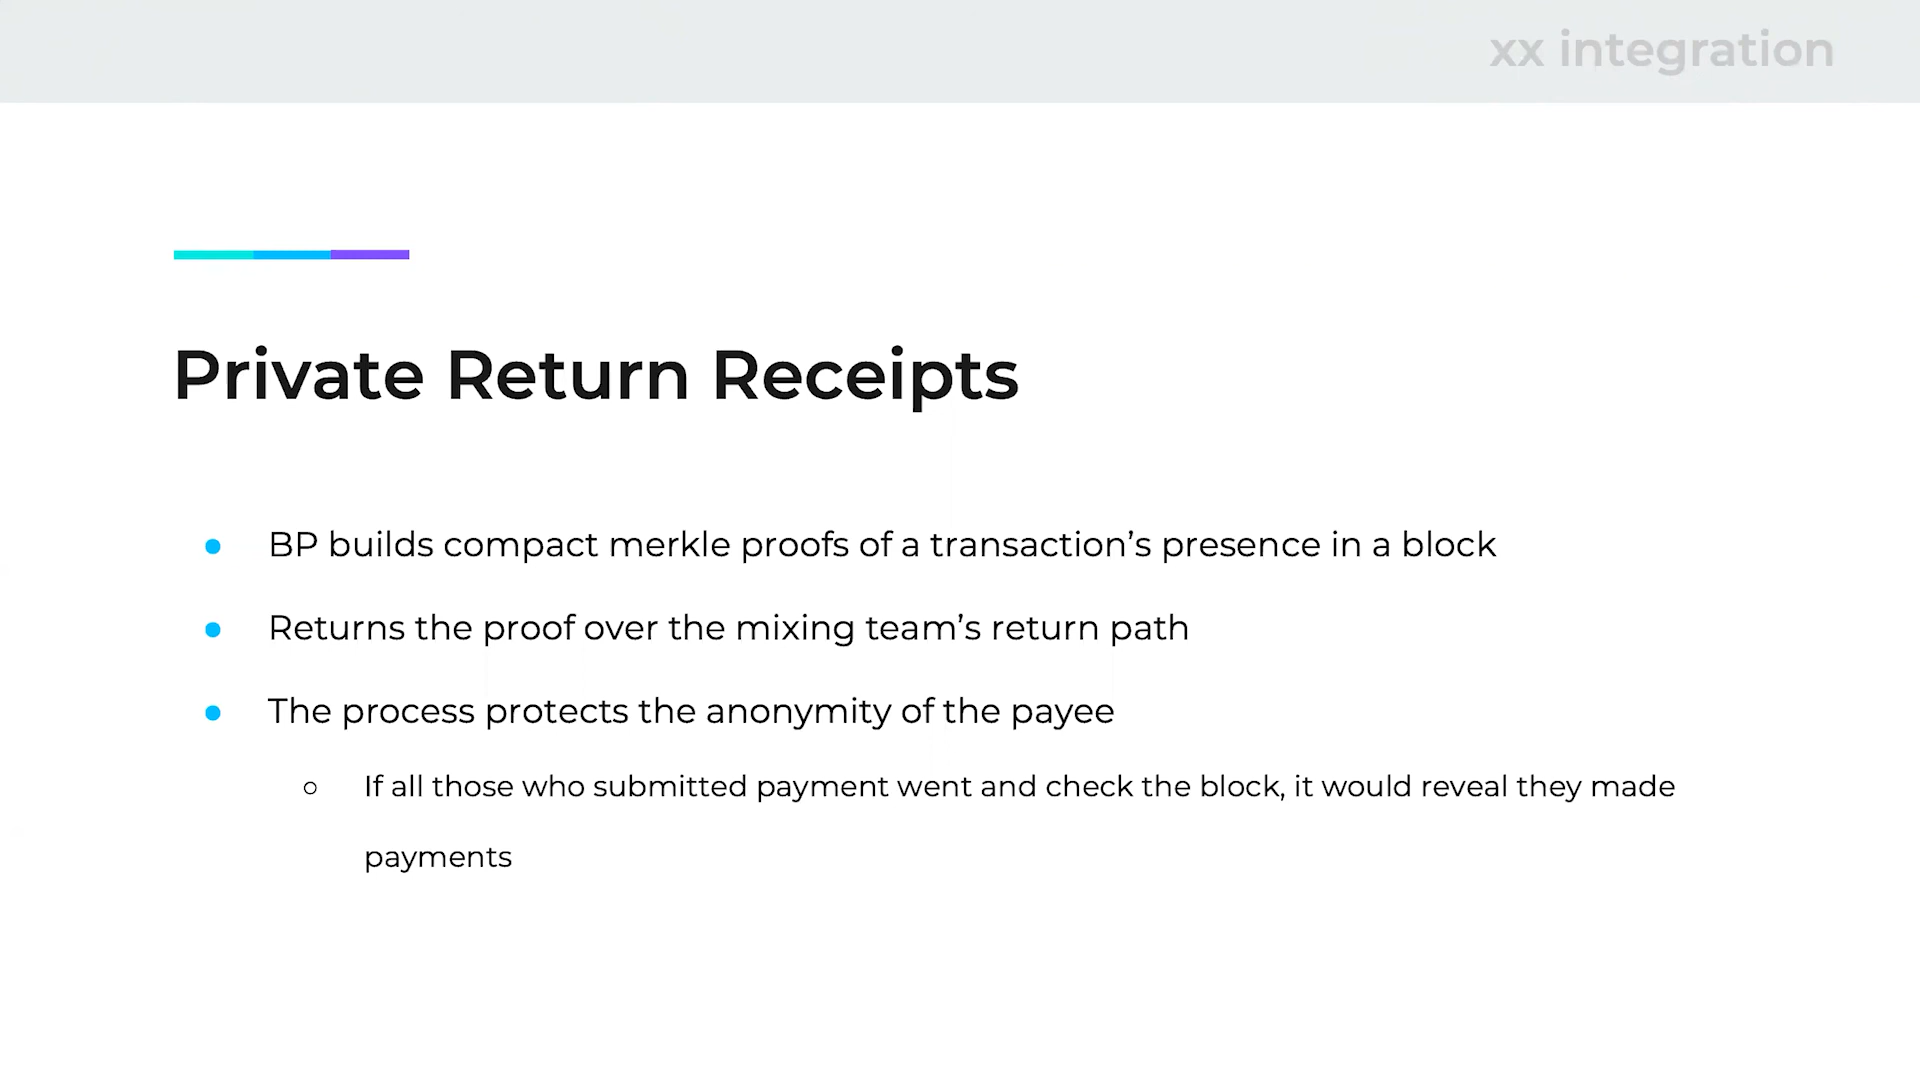 xx integration
Private Return Receipts
● BP builds compact merkle proofs of a transaction’s presence in a block
● Returns the proof over the mixing team’s return path
● The process protects the anonymity of the payee
○ If all those who submitted payment went and check the block, it would reveal they made
payments